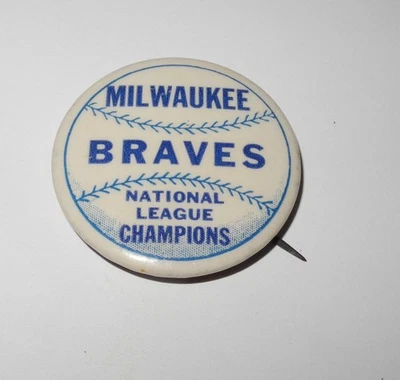 MILWAUKEE
BRAVES
NATIONAL
LEAGUE
CHAMPIONS